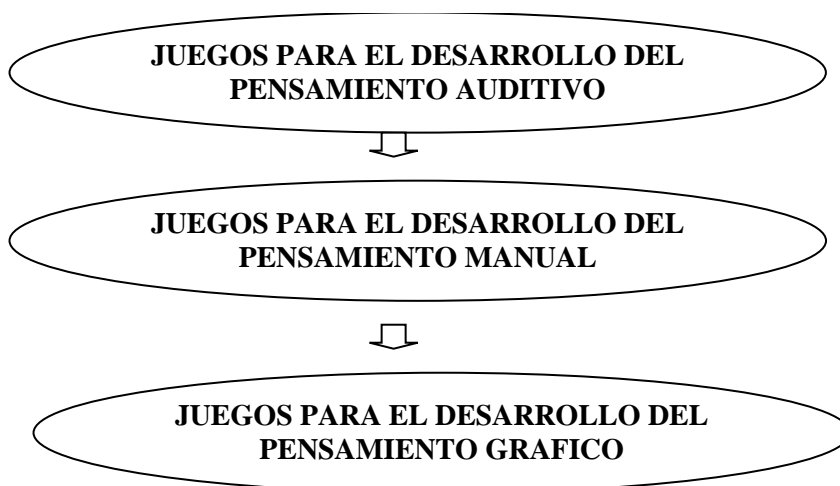 JUEGOS PARA EL DESARROLLO DEL
PENSAMIENTO AUDITIVO
JUEGOS PARA EL DESARROLLO DEL
PENSAMIENTO MANUAL
JUEGOS PARA EL DESARROLLO DEL
PENSAMIENTO GRAFICO